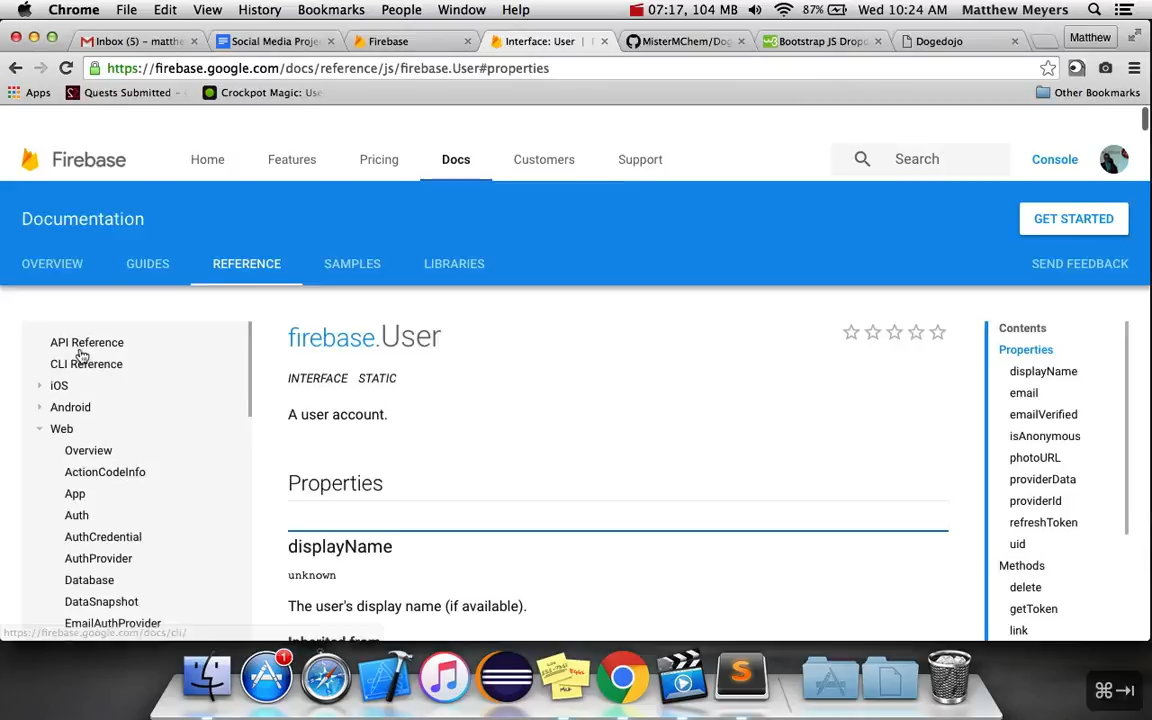 Chrome File Edit View History Bookmarks People Window Help 07:17, 104 MB 87% Wed 10:24 AM Matthew Meyers
Inbox (5) – matthe Social Media Proje Firebase Interface: User | MisterMChem/Dog Bootstrap JS Dropd Dogedojo Matthew
https://firebase.google.com/docs/reference/js/firebase.User#properties
Apps Quests Submitted – Crockpot Magic: Use Other Bookmarks
Firebase Home Features Pricing Docs Customers Support Search Console
Documentation GET STARTED
OVERVIEW GUIDES REFERENCE SAMPLES LIBRARIES SEND FEEDBACK
API Reference
CLI Reference
iOS
Android
Web
Overview
ActionCodeInfo
App
Auth
AuthCredential
AuthProvider
Database
DataSnapshot
EmailAuthProvider
https://firebase.google.com/docs/cli/
firebase.User
INTERFACE STATIC
A user account.
Properties
displayName
unknown
The user's display name (if available).
Inherited from
Contents
Properties
displayName
email
emailVerified
isAnonymous
photoURL
providerData
providerId
refreshToken
uid
Methods
delete
getToken
link
1
⌘→|